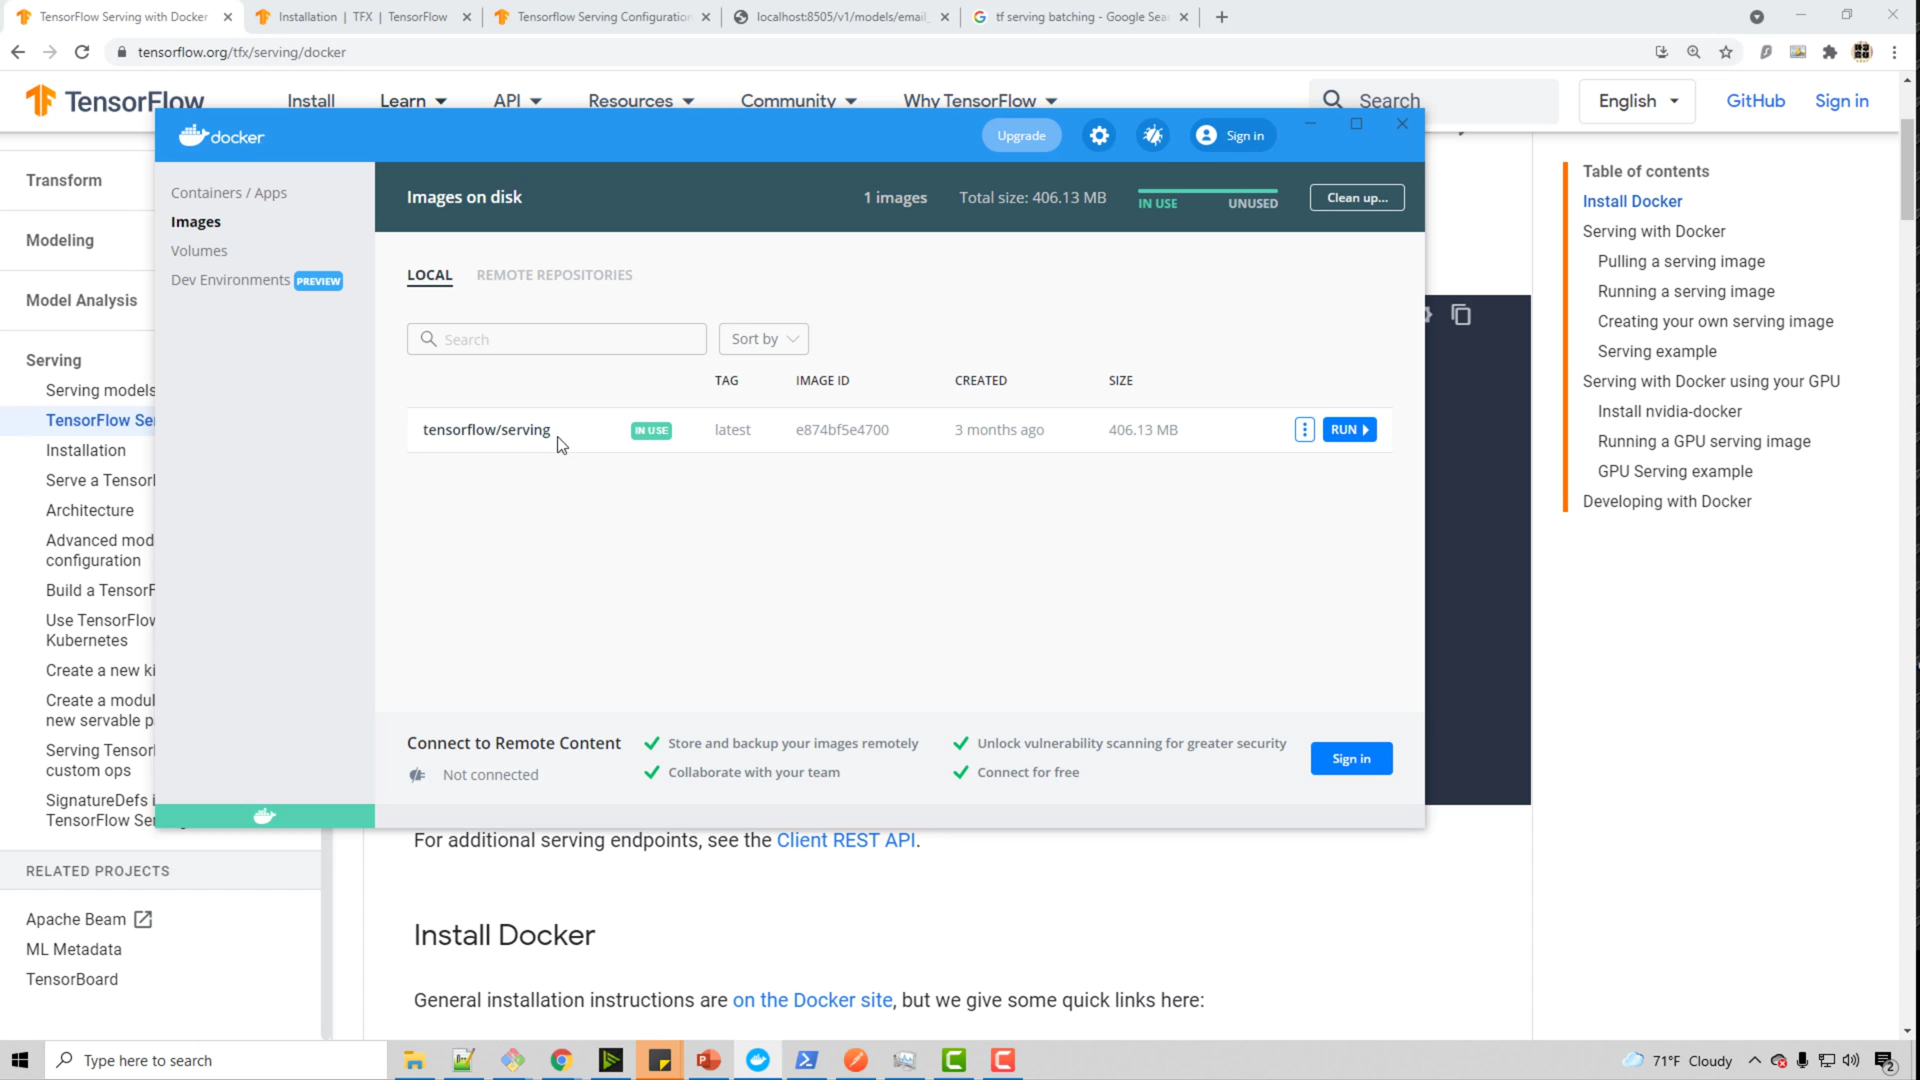 TensorFlow Serving with Docker
Installation | TFX | TensorFlow
Tensorflow Serving Configuration
localhost:8505/v1/models/email_
tf serving batching - Google Sea
tensorflow.org/tfx/serving/docker
TensorFlow
Install
Learn
API
Resources
Community
Why TensorFlow
Search
English
GitHub
Sign in
docker
Upgrade
Sign in
Transform
Modeling
Model Analysis
Serving
Serving models
TensorFlow Se
Installation
Serve a Tensorl
Architecture
Advanced mod
configuration
Build a TensorF
Use TensorFlow
Kubernetes
Create a new ki
Create a modul
new servable p
Serving Tensorl
custom ops
SignatureDefs i
TensorFlow Se
RELATED PROJECTS
Apache Beam
ML Metadata
TensorBoard
Containers / Apps
Images
Volumes
Dev Environments PREVIEW
Images on disk
1 images
Total size: 406.13 MB
IN USE
UNUSED
Clean up...
LOCAL
REMOTE REPOSITORIES
Search
Sort by
TAG
IMAGE ID
CREATED
SIZE
tensorflow/serving
IN USE
latest
e874bf5e4700
3 months ago
406.13 MB
RUN
Connect to Remote Content
Not connected
Store and backup your images remotely
Collaborate with your team
Unlock vulnerability scanning for greater security
Connect for free
Sign in
For additional serving endpoints, see the Client REST API.
Install Docker
General installation instructions are on the Docker site, but we give some quick links here:
Table of contents
Install Docker
Serving with Docker
Pulling a serving image
Running a serving image
Creating your own serving image
Serving example
Serving with Docker using your GPU
Install nvidia-docker
Running a GPU serving image
GPU Serving example
Developing with Docker
Type here to search
71°F Cloudy
2